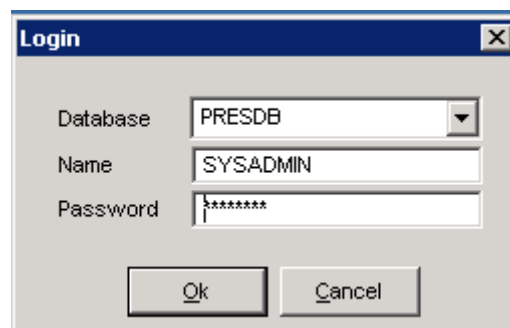 Login
Database PRESDB
Name SYSADMIN
Password ********
Ok Cancel